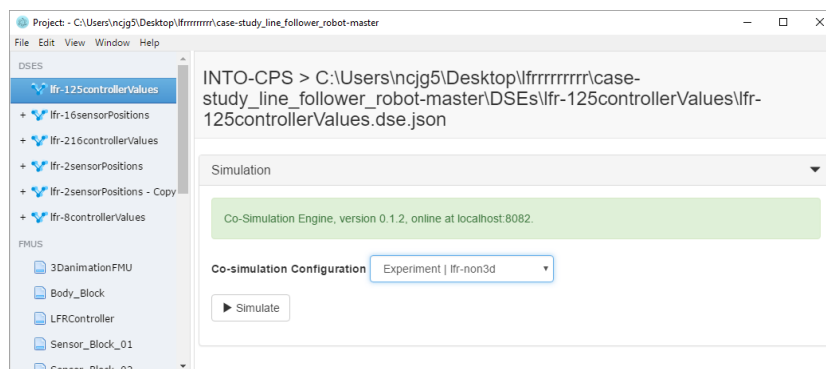 Project: - C:\Users\ncjg5\Desktop\lfrrrrrrrrr\case-study_line_follower_robot-master
File Edit View Window Help
DSES
lfr-125controllerValues
+ lfr-16sensorPositions
+ lfr-216controllerValues
+ lfr-2sensorPositions
+ lfr-2sensorPositions - Copy
+ lfr-8controllerValues
FMUS
3DanimationFMU
Body_Block
LFRController
Sensor_Block_01
Sensor_Block_02
INTO-CPS > C:\Users\ncjg5\Desktop\lfrrrrrrrrr\case-
study_line_follower_robot-master\DSEs\lfr-125controllerValues\lfr-
125controllerValues.dse.json
Simulation
Co-Simulation Engine, version 0.1.2, online at localhost:8082.
Co-simulation Configuration Experiment | lfr-non3d
Simulate